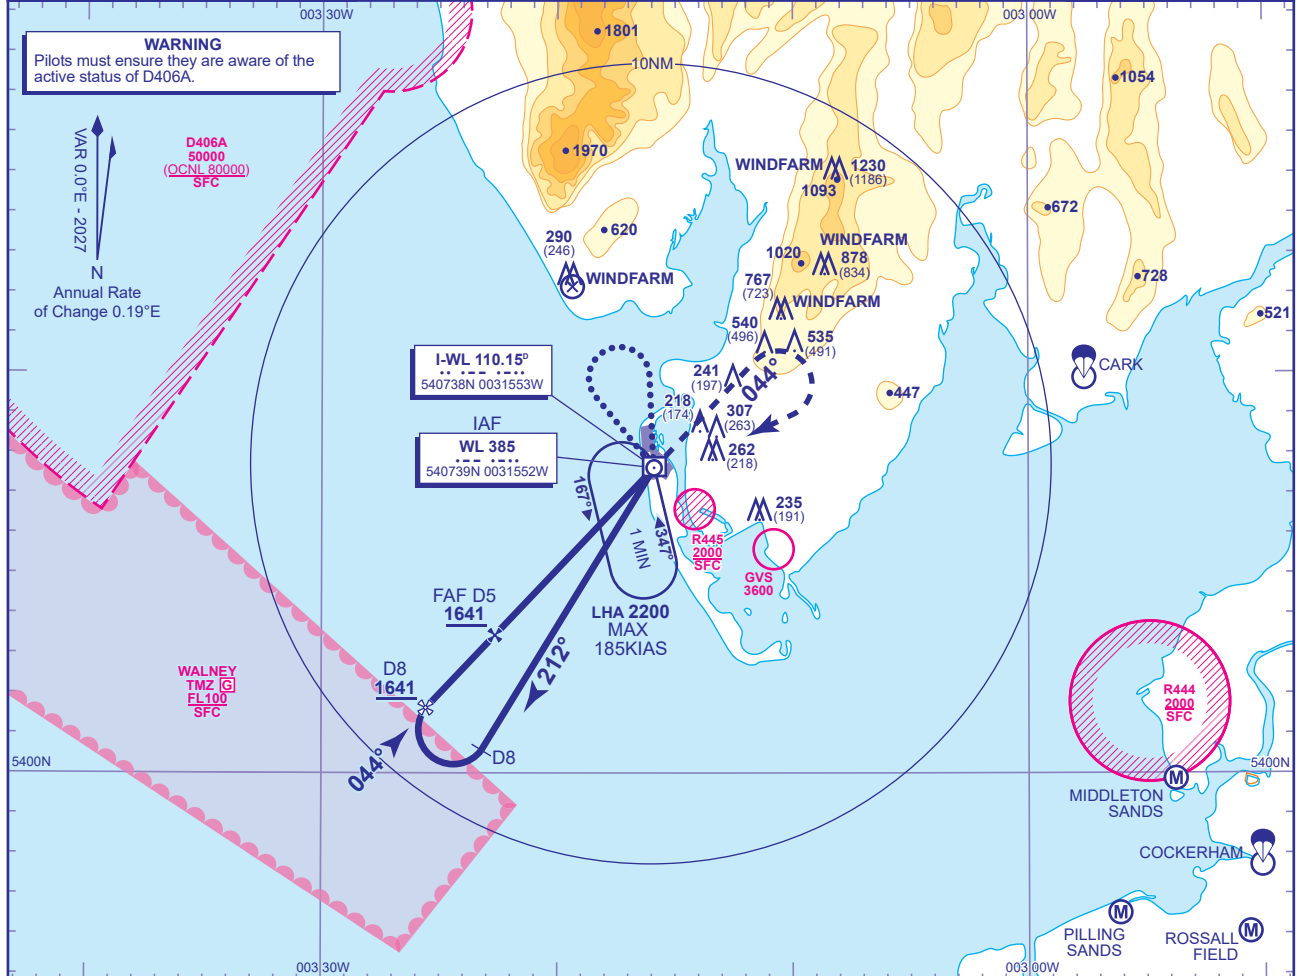 003 30W
003 00W
WARNING
Pilots must ensure they are aware of the
active status of D406A.
1801
10NM
1054
VAR 0.0°E - 2027
N
Annual Rate
of Change 0.19°E
D406A
50000
(OCNL 80000)
SFC
1970
WINDFARM
1230
(1186)
1093
672
620
290
(246)
WINDFARM
WINDFARM
1020
878
(834)
728
767
(723)
WINDFARM
521
540
(496)
535
(491)
I-WL 110.15D
540738N 0031553W
241
(197)
044°
CARK
447
218
(174)
307
(263)
IAF
WL 385
540739N 0031552W
262
(218)
167°
1 MIN
347°
235
(191)
R445
2000
SFC
GVS
3600
FAF D5
1641
LHA 2200
MAX
185KIAS
212°
D8
1641
WALNEY
TMZ G
FL100
SFC
R444
2000
SFC
044°
D8
5400N
5400N
M
MIDDLETON
SANDS
COCKERHAM
M
PILLING
SANDS
M
ROSSALL
FIELD
003 30W
003 00W